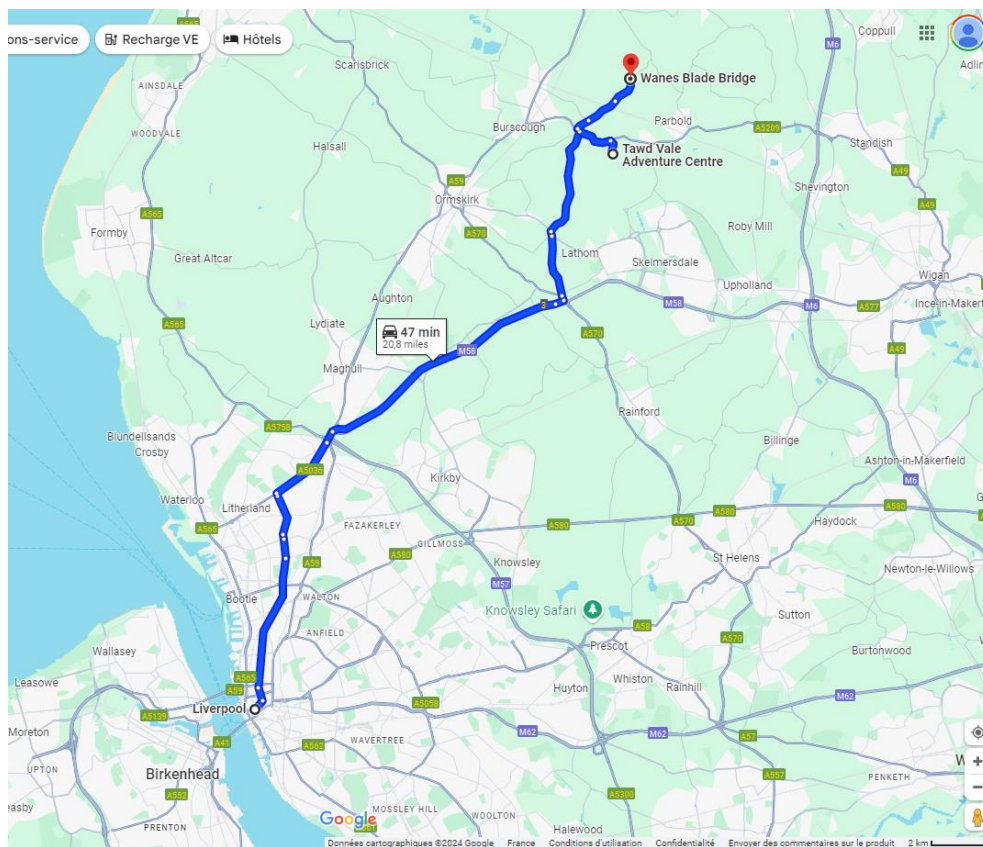 ons-service
Recharge VE
Hôtels
A565
Coppull
M6
Adlin
Scarisbrick
AINSDALE
WOODVALE
Halsall
Burscough
Wanes Blade Bridge
Parbold
A5209
Standish
Tawd Vale
Adventure Centre
A59
A49
Shevington
A49
Ormskirk
A565
Formby
A570
Roby Mill
Great Altcar
Lathom
Skelmersdale
Wigan
Upholland
M58
M6
A577
Ince-in-Makerf
3
Aughton
A565
Lydiate
A570
47 min
20,8 miles
M58
A49
Maghull
Rainford
A5758
Blundellsands
Crosby
Billinge
A5036
Ashton-in-Makerfield
M6
Kirkby
Waterloo
Litherland
A565
FAZAKERLEY
A580
A580
A580
A570
Haydock
GILLMOSS
A580
St Helens
A59
Knowsley
M57
Newton-le-Willows
Bootle
WALTON
Knowsley Safari
Sutton
ANFIELD
A58
A570
Prescot
Wallasey
Burtonwood
Whiston
Leasowe
A565
Rainhill
Huyton
A59
M62
Liverpool
A5058
A5139
Moreton
M62
M62
A41
A562
WAVERTREE
A57
UPTON
Birkenhead
A557
PENKETH
A552
A5300
easby
MOSSLEY HILL
Google
WOOLTON
PRENTON
Halewood
Données cartographiques ©2024 Google
France
Conditions d'utilisation
Confidentialité
Envoyer des commentaires sur le produit
2 km